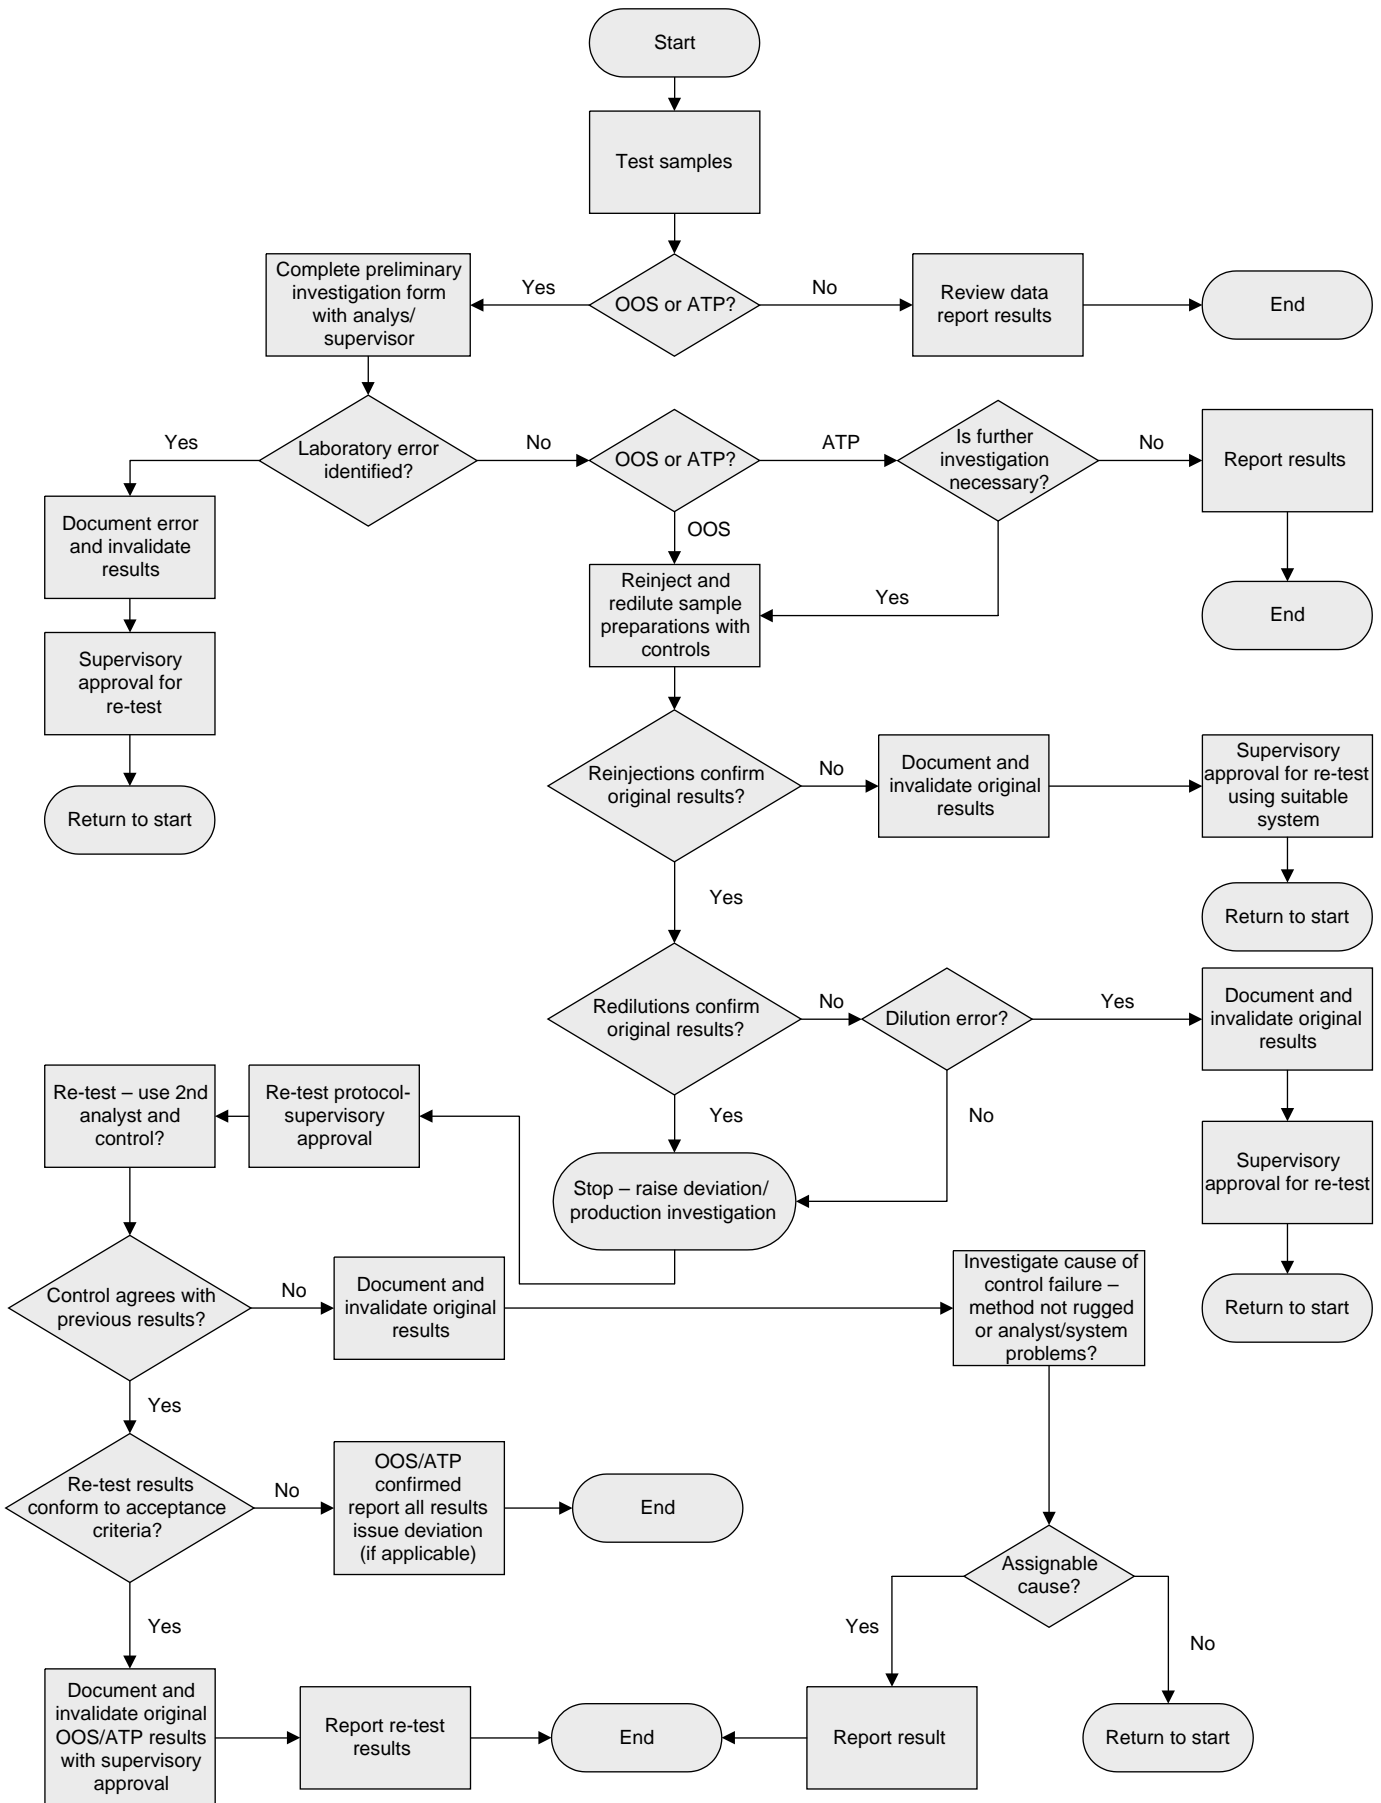 Start
Test samples
Complete preliminary
investigation form
with analys/
supervisor
Yes
OOS or ATP?
No
Review data
report results
End
Yes
Laboratory error
identified?
No
OOS or ATP?
ATP
Is further
investigation
necessary?
No
Report results
Document error
and invalidate
results
OOS
Reinject and
redilute sample
preparations with
controls
Yes
End
Supervisory
approval for
re-test
Return to start
Reinjections confirm
original results?
No
Document and
invalidate original
results
Supervisory
approval for re-test
using suitable
system
Yes
Return to start
Redilutions confirm
original results?
No
Dilution error?
Yes
Document and
invalidate original
results
Re-test – use 2nd
analyst and
control?
Re-test protocol-
supervisory
approval
Yes
No
Stop – raise deviation/
production investigation
Supervisory
approval for re-test
Control agrees with
previous results?
No
Document and
invalidate original
results
Investigate cause of
control failure –
method not rugged
or analyst/system
problems?
Return to start
Yes
Re-test results
conform to acceptance
criteria?
No
OOS/ATP
confirmed
report all results
issue deviation
(if applicable)
End
Assignable
cause?
Yes
Yes
No
Document and
invalidate original
OOS/ATP results
with supervisory
approval
Report re-test
results
End
Report result
Return to start